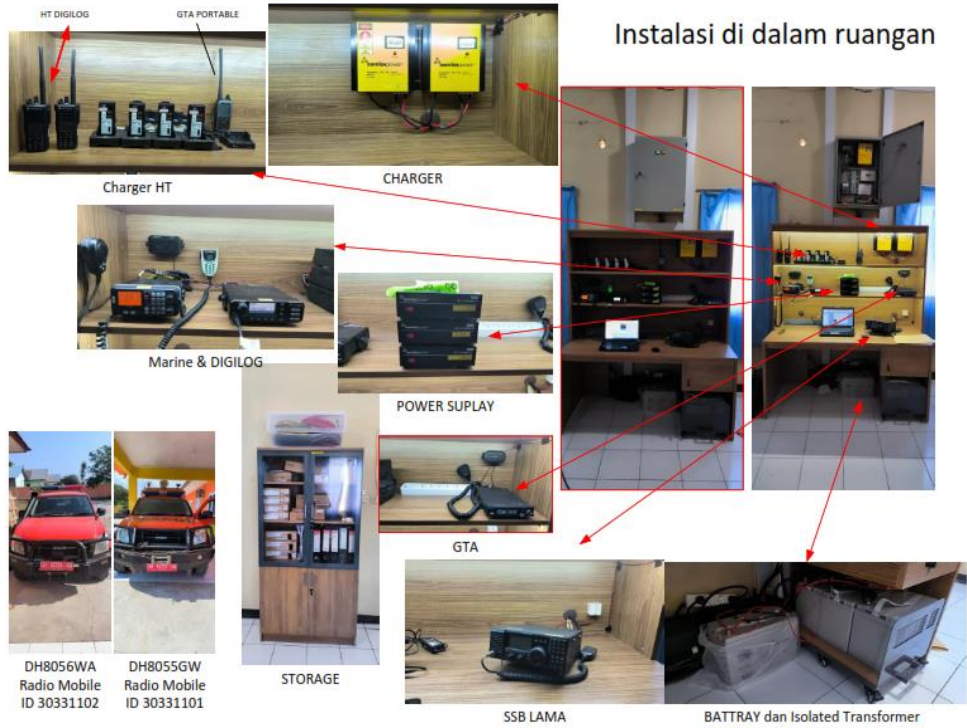 HT DIGILOG
GTA PORTABLE
Instalasi di dalam ruangan
Charger HT
CHARGER
Marine & DIGILOG
POWER SUPLAY
GTA
DH8056WA
Radio Mobile
ID 30331102
DH8055GW
Radio Mobile
ID 30331101
STORAGE
SSB LAMA
BATTRAY dan Isolated Transformer